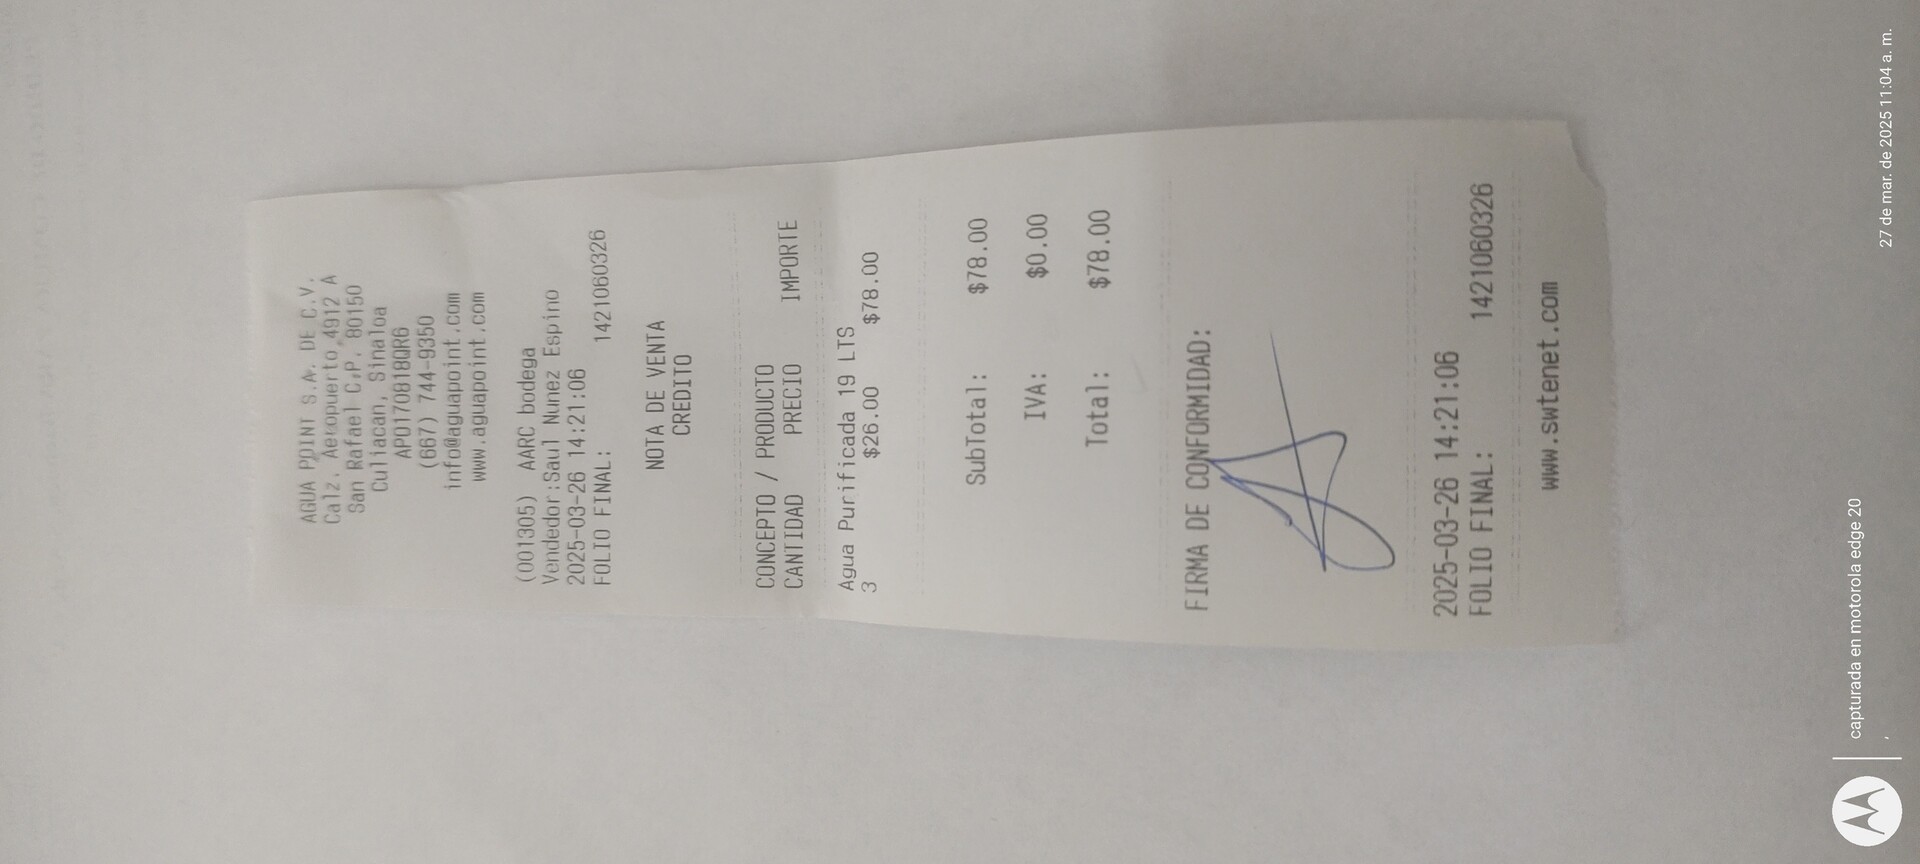 AGUA POINT S.A. DE C.V.
Calz. Aeropuerto 4912 A
San Rafael C.P. 80150
Culiacan, Sinaloa
APO170818QR6
(667) 744-9350
info@aguapoint.com
www.aguapoint.com
(001305) AARC bodega
Vendedor:Saul Nunez Espino
2025-03-26 14:21:06
FOLIO FINAL: 1421060326
NOTA DE VENTA
CREDITO
CONCEPTO / PRODUCTO
CANTIDAD PRECIO IMPORTE
Agua Purificada 19 LTS
3 $26.00 $78.00
SubTotal: $78.00
IVA: $0.00
Total: $78.00
FIRMA DE CONFORMIDAD:
2025-03-26 14:21:06
FOLIO FINAL: 1421060326
www.swtenet.com
capturada en motorola edge 20
,
27 de mar. de 2025 11:04 a. m.